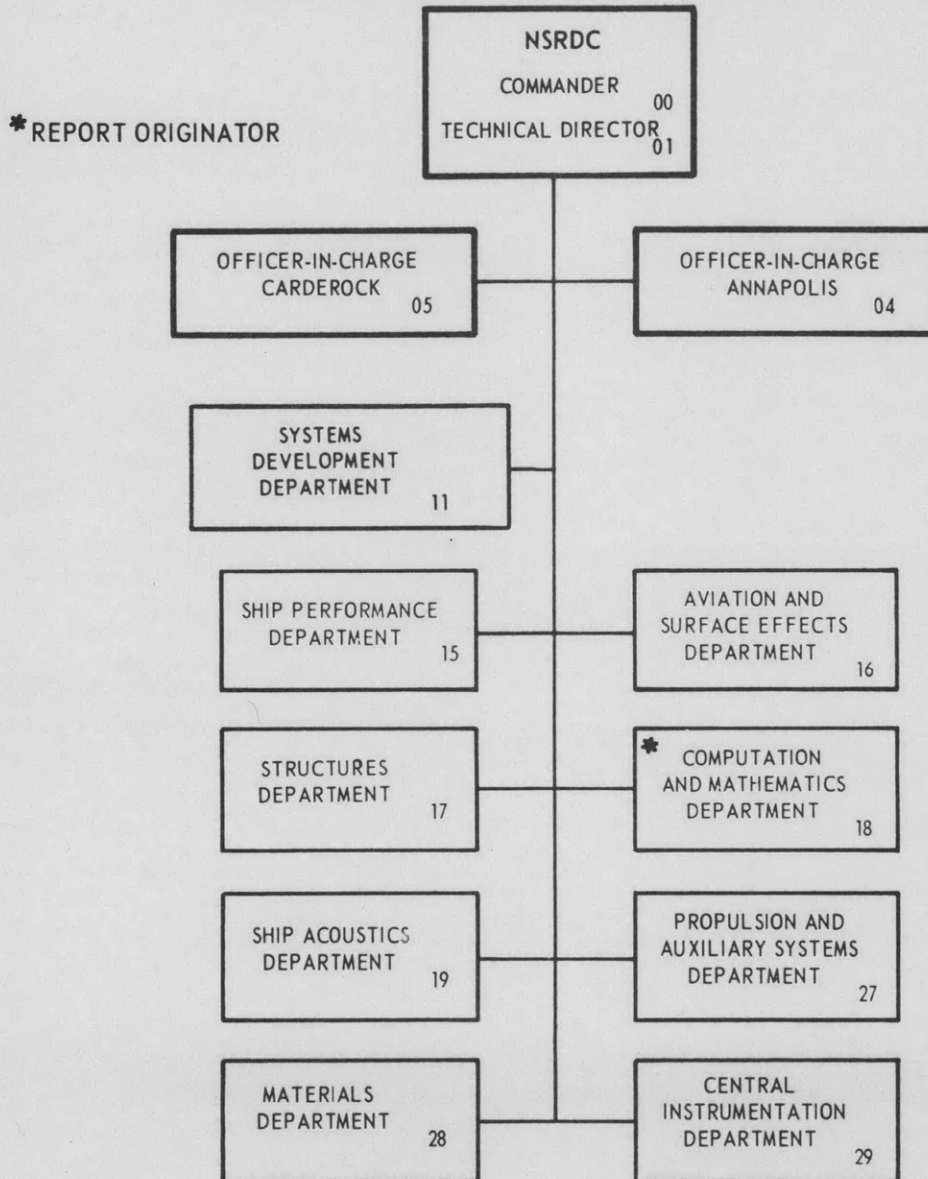 NSRDC
COMMANDER
00
TECHNICAL DIRECTOR
01
* REPORT ORIGINATOR
OFFICER-IN-CHARGE
CARDEROCK
05
OFFICER-IN-CHARGE
ANNAPOLIS
04
SYSTEMS
DEVELOPMENT
DEPARTMENT
11
SHIP PERFORMANCE
DEPARTMENT
15
AVIATION AND
SURFACE EFFECTS
DEPARTMENT
16
STRUCTURES
DEPARTMENT
17
* COMPUTATION
AND MATHEMATICS
DEPARTMENT
18
SHIP ACOUSTICS
DEPARTMENT
19
PROPULSION AND
AUXILIARY SYSTEMS
DEPARTMENT
27
MATERIALS
DEPARTMENT
28
CENTRAL
INSTRUMENTATION
DEPARTMENT
29